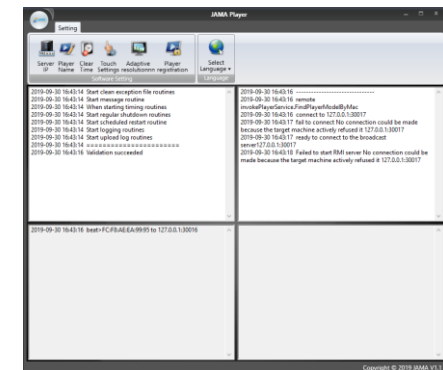 JAMA Player
Setting
Server IP
Player Name
Clear Time
Touch Settings
Adaptive resolutionnn
Player registration
Select Language
Software Setting
Language
2019-09-30 16:43:14 Start clean exception file routines
2019-09-30 16:43:14 Start message routine
2019-09-30 16:43:14 When starting timing routines
2019-09-30 16:43:14 Start regular shutdown routines
2019-09-30 16:43:14 Start scheduled restart routine
2019-09-30 16:43:14 Start logging routines
2019-09-30 16:43:14 Start upload log routines
2019-09-30 16:43:14 ========================
2019-09-30 16:43:16 Validation succeeded
2019-09-30 16:43:16 --------------------------------
2019-09-30 16:43:16 remote
invokePlayerService.FindPlayerModelByMac
2019-09-30 16:43:16 connect to 127.0.0.1:30017
2019-09-30 16:43:17 fail to connect No connection could be made
because the target machine actively refused it 127.0.0.1:30017
2019-09-30 16:43:17 ready to connect to the broadcast
server127.0.0.1:30017
2019-09-30 16:43:18 Failed to start RMI server No connection could be
made because the target machine actively refused it 127.0.0.1:30017
2019-09-30 16:43:16 beat>FC:F8:AE:EA:99:95 to 127.0.0.1:30016
Copyright © 2019 JAMA V1.1